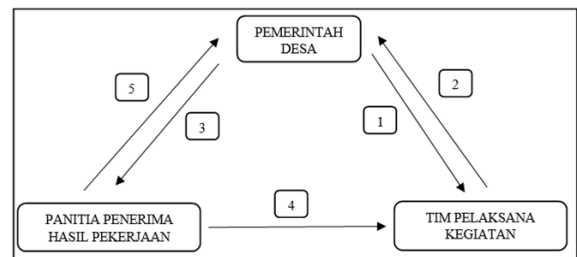 PEMERINTAH
DESA
5
2
3
1
4
PANITIA PENERIMA
HASIL PEKERJAAN
TIM PELAKSANA
KEGIATAN